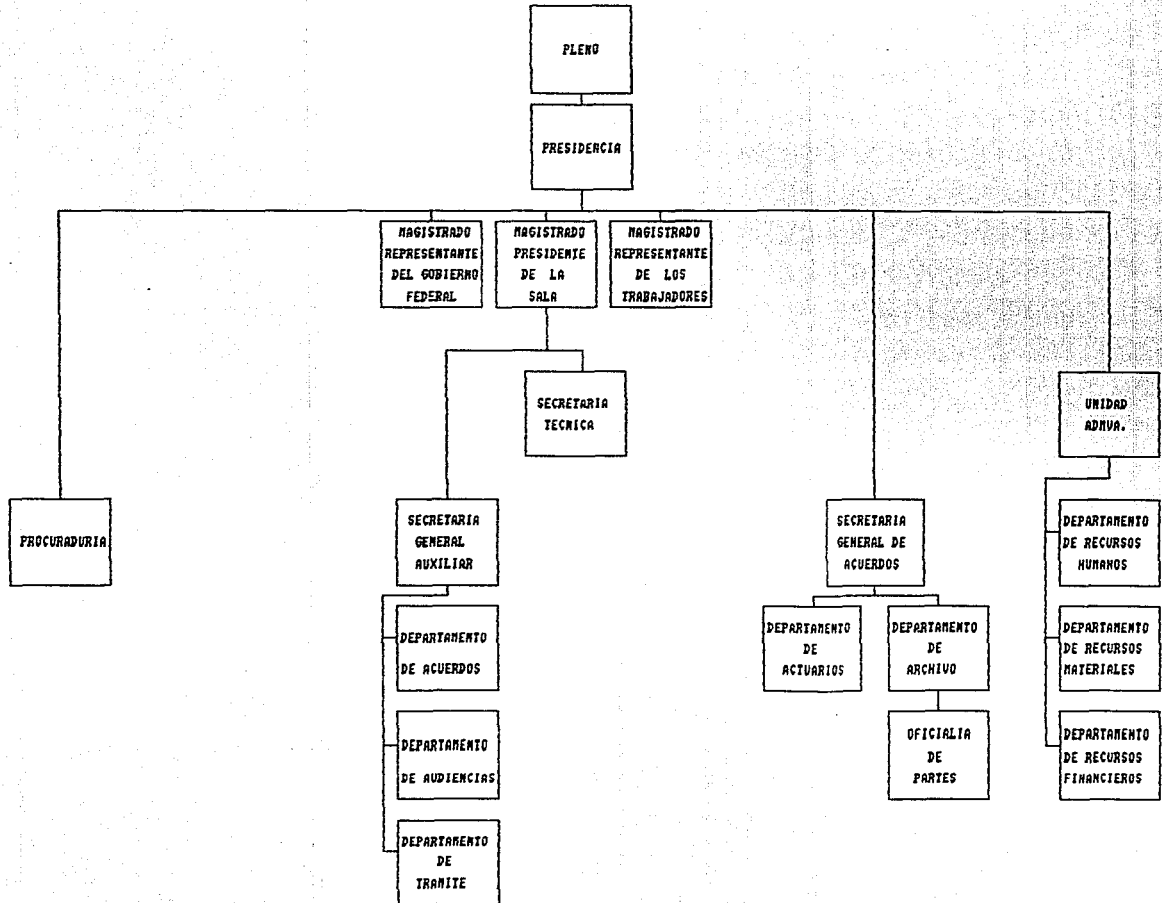 PLENO
PRESIDENCIA
MAGISTRADO
REPRESENTANTE
DEL GOBIERNO
FEDERAL
MAGISTRADO
PRESIDENTE
DE LA
SALA
MAGISTRADO
REPRESENTANTE
DE LOS
TRABAJADORES
SECRETARIA
TECNICA
UNIDAD
ADMVA.
PROCURADURIA
SECRETARIA
GENERAL
AUXILIAR
SECRETARIA
GENERAL DE
ACUERDOS
DEPARTAMENTO
DE RECURSOS
HUMANOS
DEPARTAMENTO
DE ACUERDOS
DEPARTAMENTO
DE
ACTUARIOS
DEPARTAMENTO
DE
ARCHIVO
DEPARTAMENTO
DE RECURSOS
MATERIALES
DEPARTAMENTO
DE AUDIENCIAS
OFICIALIA
DE
PARTES
DEPARTAMENTO
DE RECURSOS
FINANCIEROS
DEPARTAMENTO
DE
TRAMITE